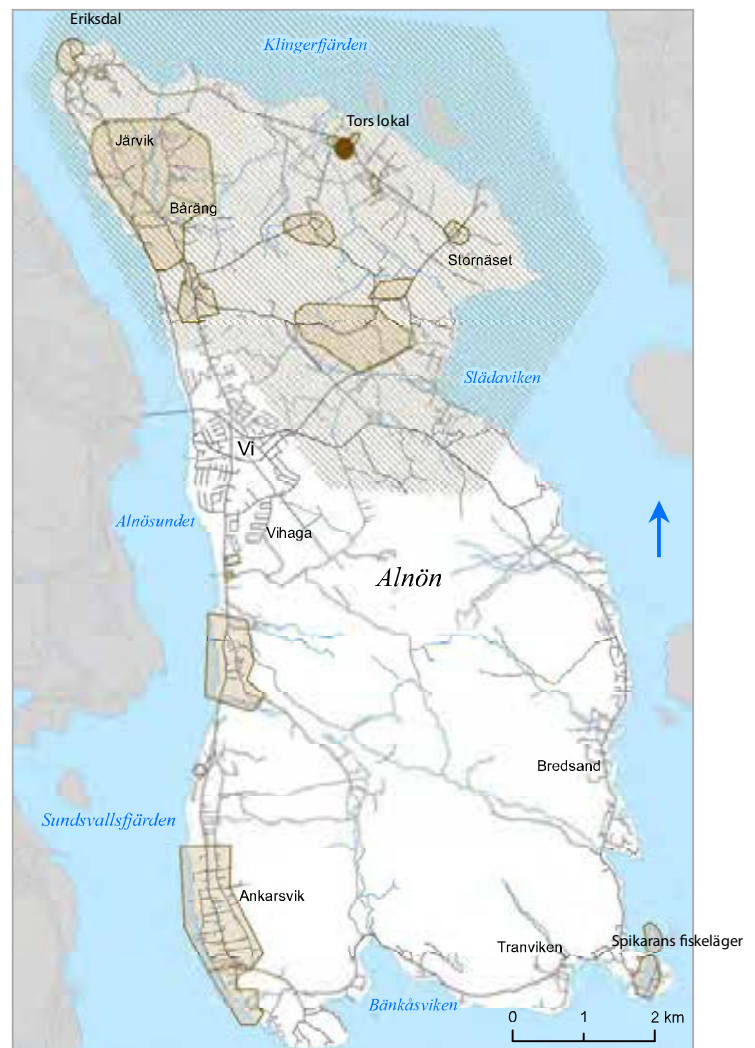 Eriksdal
Klingerfjärden
Tors lokal
Järvik
Båräng
Stornäset
Slädaviken
Vi
Alnösundet
Vihaga
Alnön
Bredsand
Sundsvallsfjärden
Ankarsvik
Spikarans fiskeläger
Tranviken
Bänkåsviken
0 1 2 km